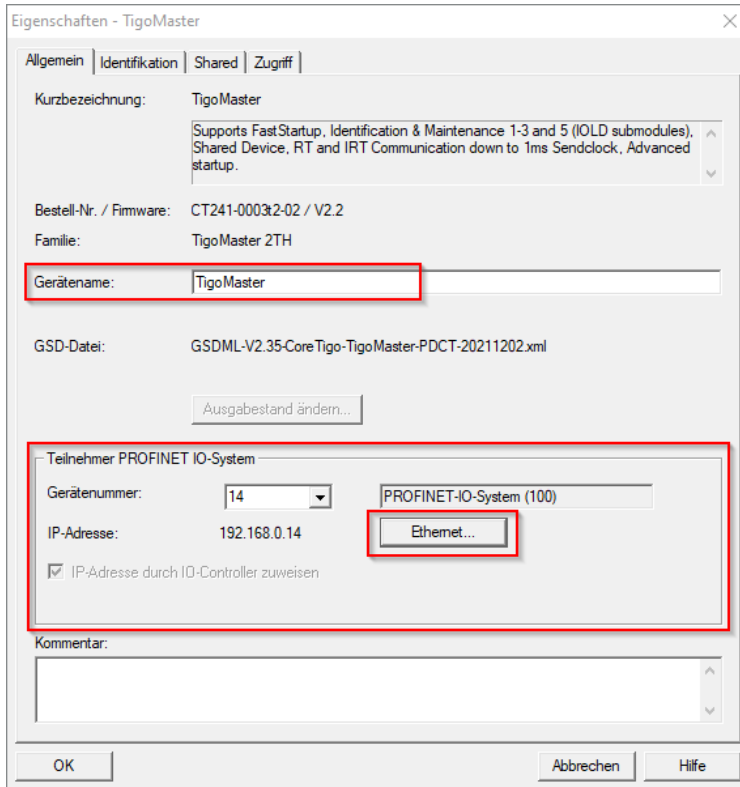 Eigenschaften - TigoMaster
Allgemein Identifikation Shared Zugriff
Kurzbezeichnung: TigoMaster
Supports FastStartup, Identification & Maintenance 1-3 and 5 (IOLD submodules),
Shared Device, RT and IRT Communication down to 1ms Sendclock, Advanced
startup.
Bestell-Nr. / Firmware: CT241-0003t2-02 / V2.2
Familie: TigoMaster 2TH
Gerätename: TigoMaster
GSD-Datei: GSDML-V2.35-CoreTigo-TigoMaster-PDCT-20211202.xml
Ausgabestand ändern...
Teilnehmer PROFINET IO-System
Gerätenummer: 14 PROFINET-IO-System (100)
IP-Adresse: 192.168.0.14 Ethernet...
IP-Adresse durch IO-Controller zuweisen
Kommentar:
OK Abbrechen Hilfe